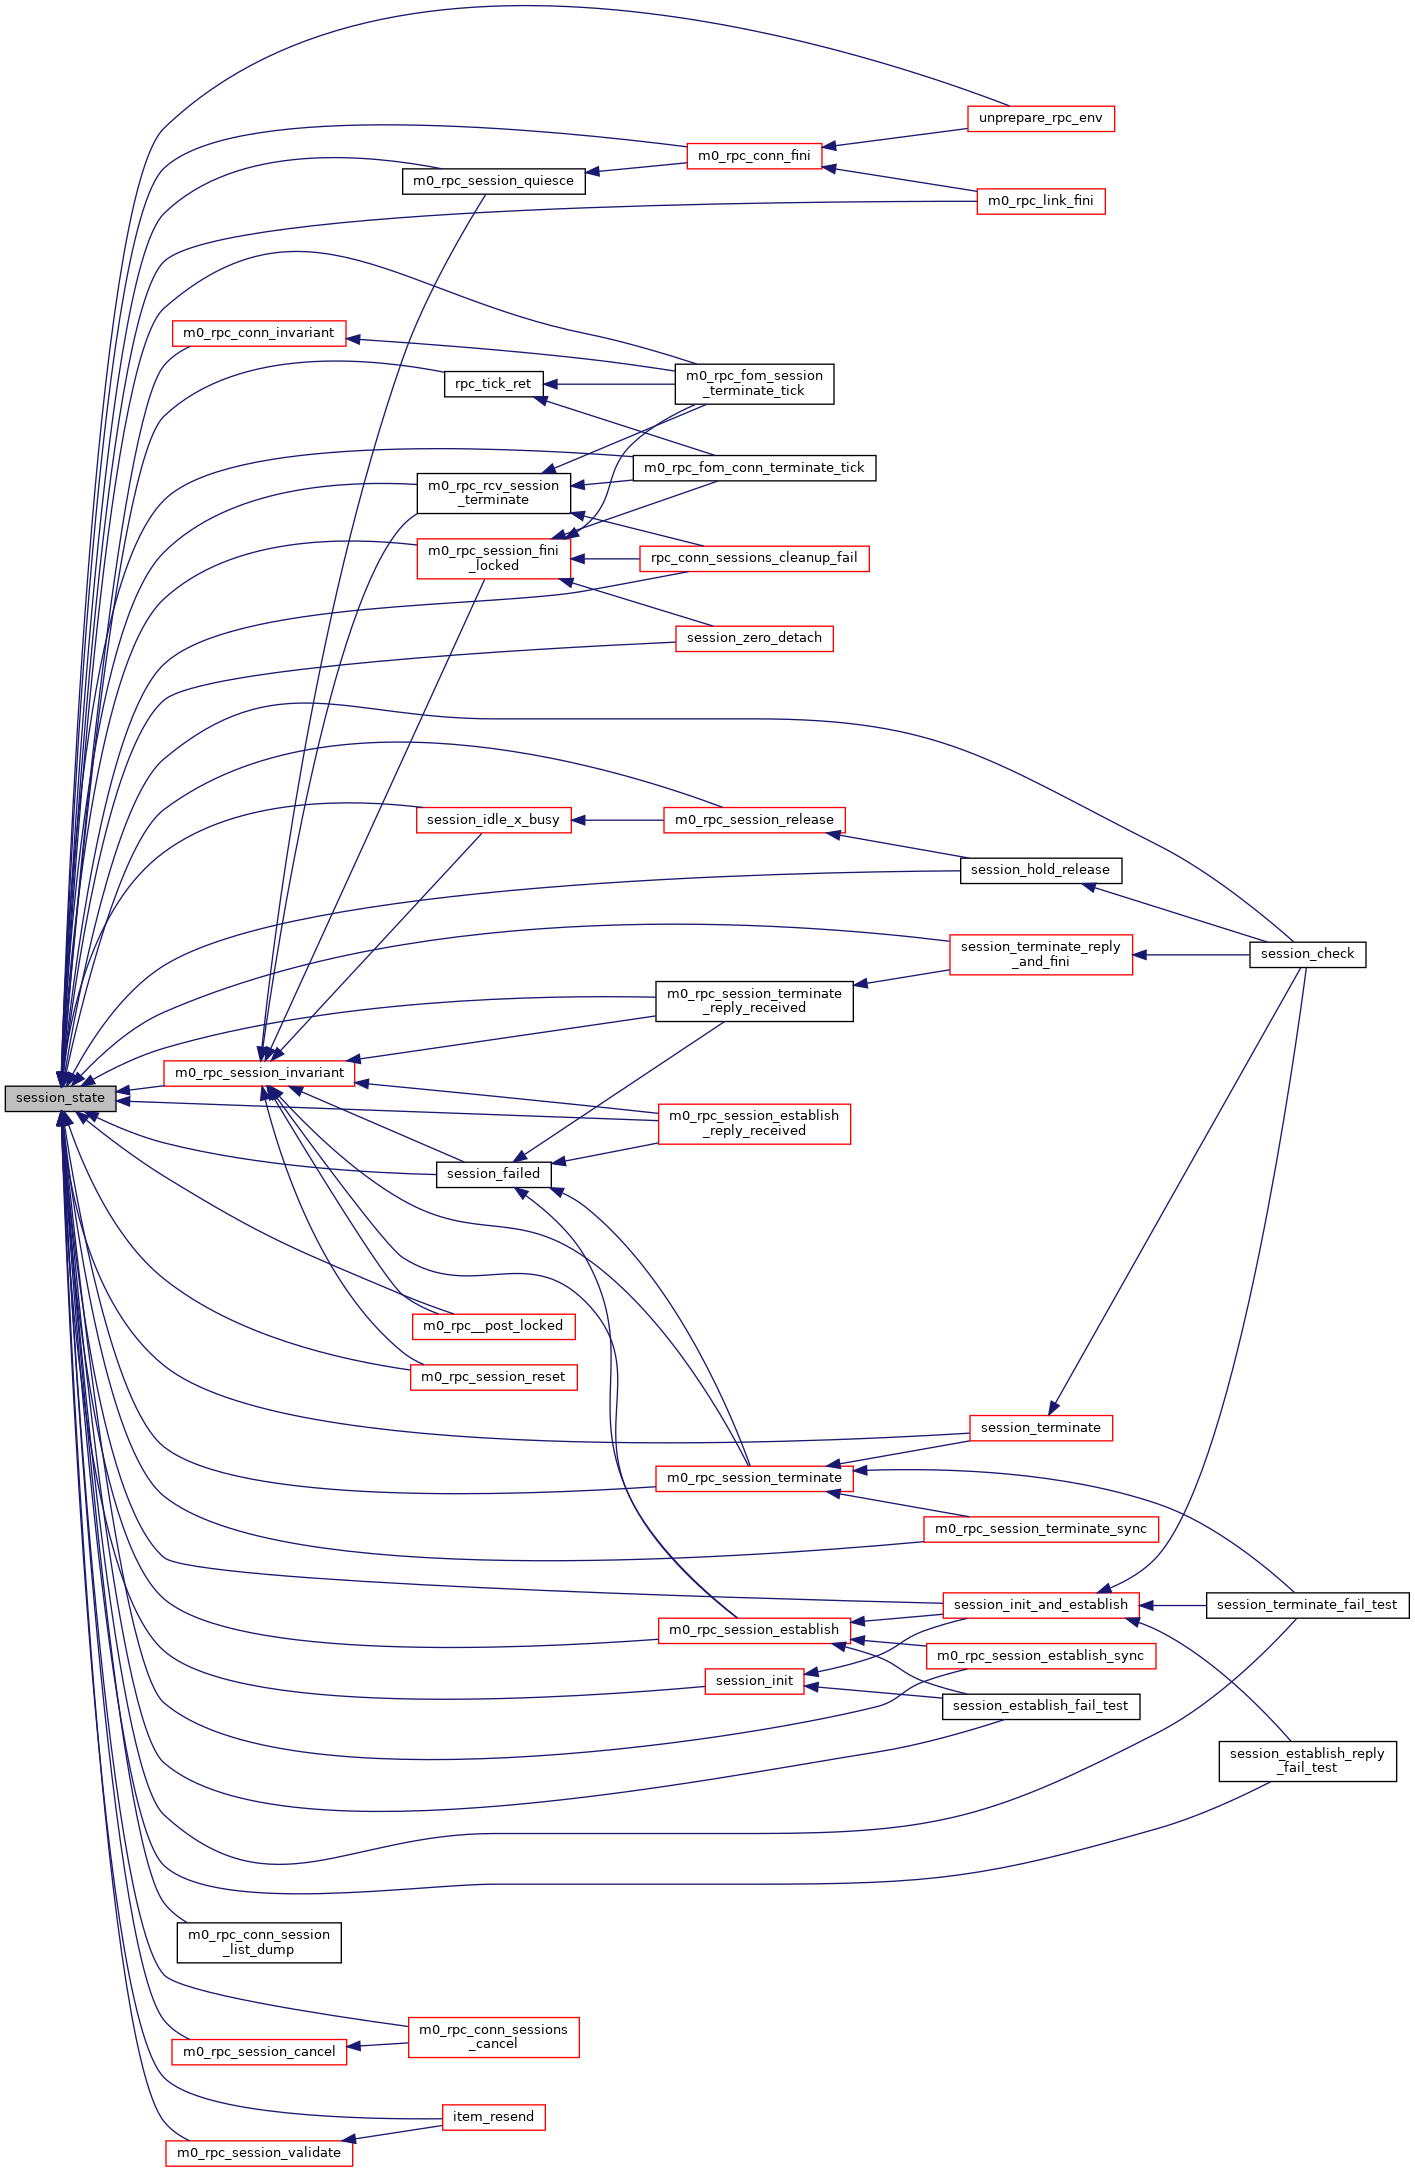 unprepare_rpc_env
m0_rpc_conn_fini
m0_rpc_session_quiesce
m0_rpc_link_fini
m0_rpc_conn_invariant
rpc_tick_ret
m0_rpc_fom_session
_terminate_tick
m0_rpc_fom_conn_terminate_tick
m0_rpc_rcv_session
_terminate
m0_rpc_session_fini
_locked
rpc_conn_sessions_cleanup_fail
session_zero_detach
session_idle_x_busy
m0_rpc_session_release
session_hold_release
session_terminate_reply
_and_fini
session_check
m0_rpc_session_terminate
_reply_received
m0_rpc_session_invariant
session_state
m0_rpc_session_establish
_reply_received
session_failed
m0_rpc__post_locked
m0_rpc_session_reset
session_terminate
m0_rpc_session_terminate
m0_rpc_session_terminate_sync
session_init_and_establish
session_terminate_fail_test
m0_rpc_session_establish
m0_rpc_session_establish_sync
session_init
session_establish_fail_test
session_establish_reply
_fail_test
m0_rpc_conn_session
_list_dump
m0_rpc_conn_sessions
_cancel
m0_rpc_session_cancel
item_resend
m0_rpc_session_validate